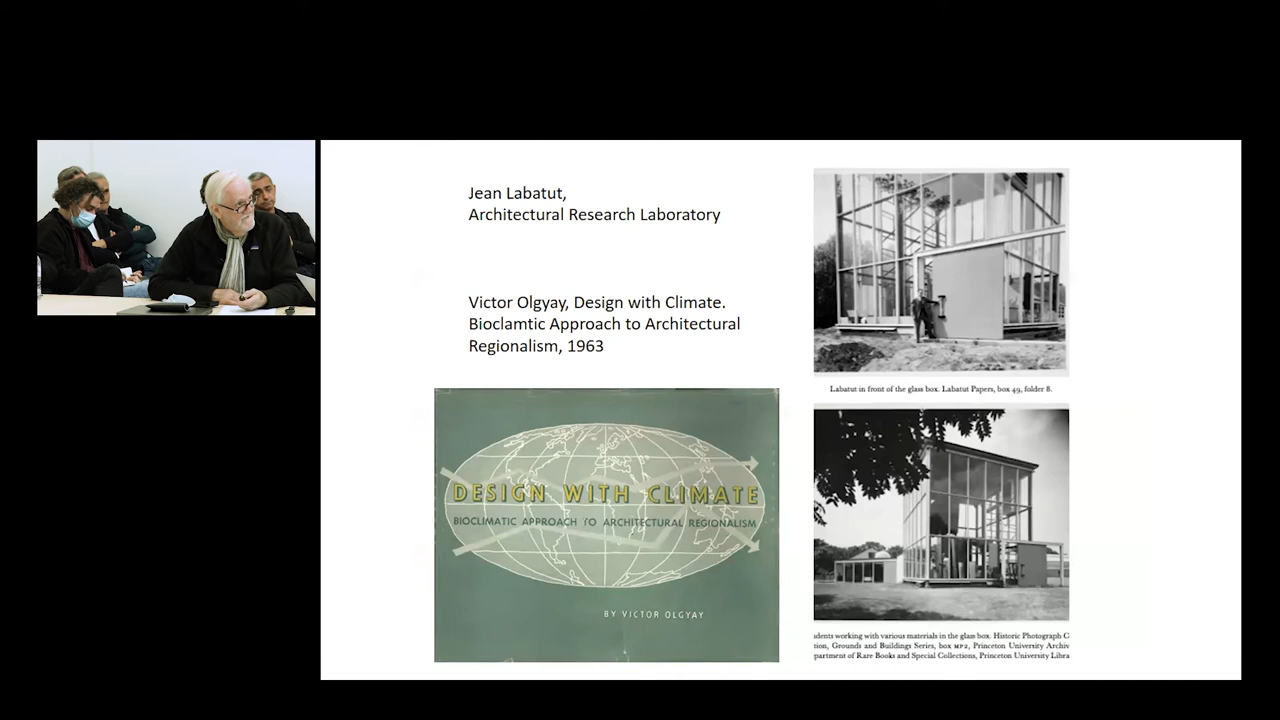 Jean Labatut,
Architectural Research Laboratory
Victor Olgyay, Design with Climate.
Bioclamtic Approach to Architectural
Regionalism, 1963
DESIGN WITH CLIMATE
BIOCLIMATIC APPROACH TO ARCHITECTURAL REGIONALISM
BY VICTOR OLGYAY
Labatut in front of the glass box. Labatut Papers, box 49, folder 8.
idents working with various materials in the glass box. Historic Photograph C
tion, Grounds and Buildings Series, box MP2, Princeton University Archiv
partment of Rare Books and Special Collections, Princeton University Libra